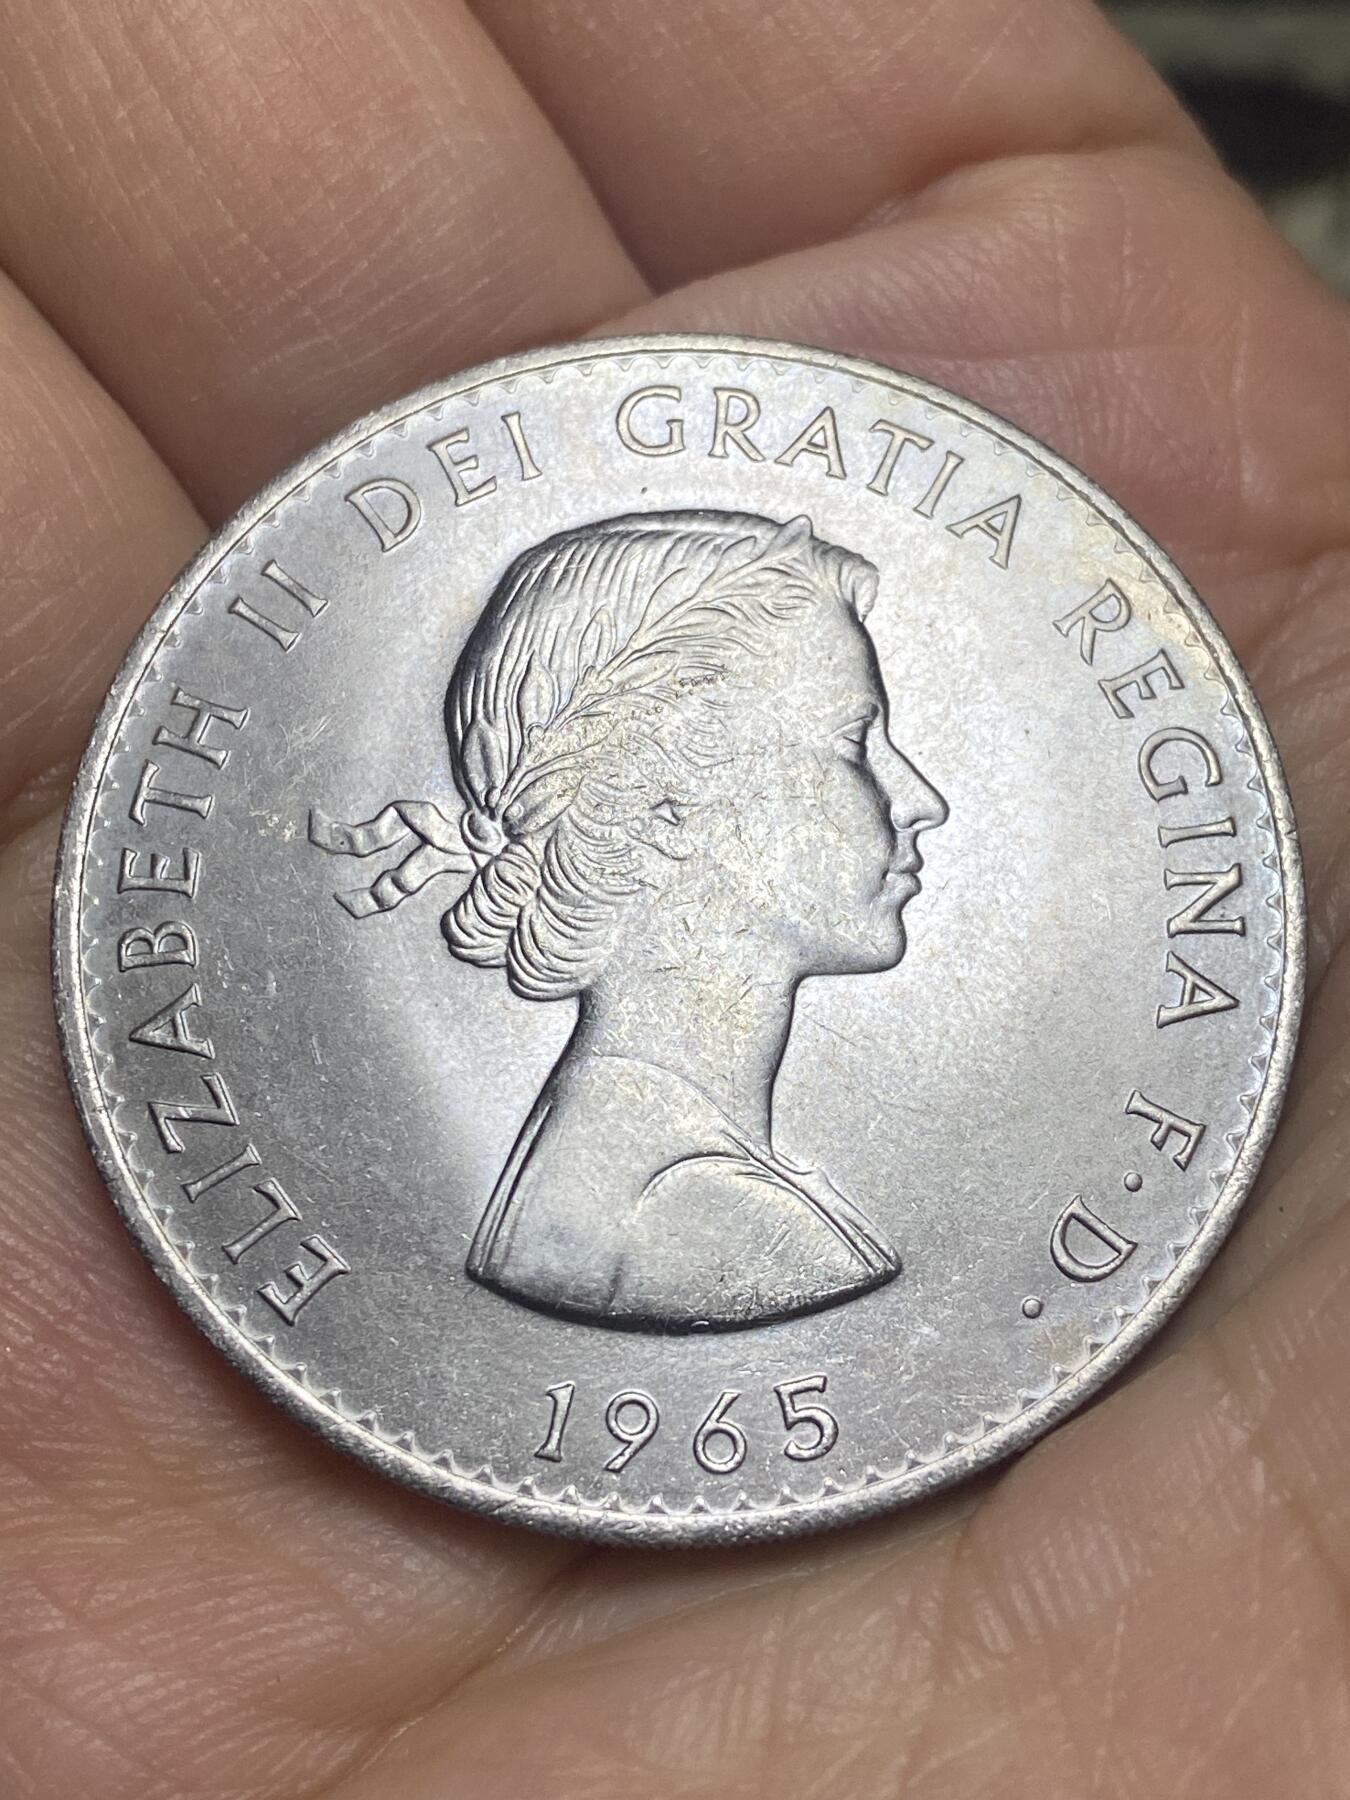 ELIZABETH II DEI GRATIA REGINA F·D·
1965